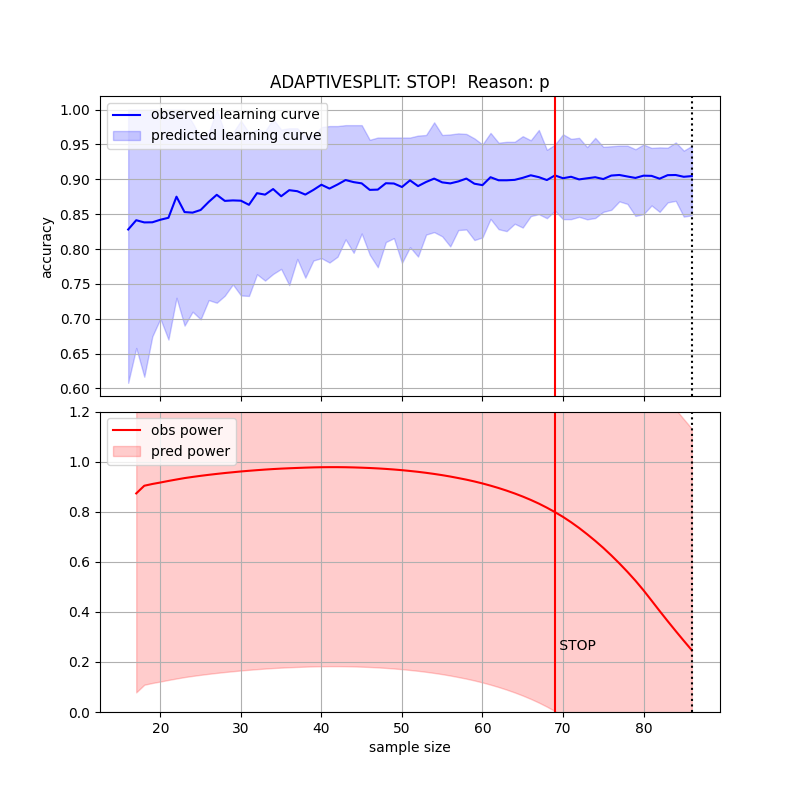 ADAPTIVESPLIT: STOP!  Reason: p
observed learning curve
predicted learning curve
1.00
0.95
0.90
0.85
0.80
0.75
0.70
0.65
0.60
accuracy
obs power
pred power
1.2
1.0
0.8
0.6
0.4
0.2
0.0
STOP
20
30
40
50
60
70
80
sample size